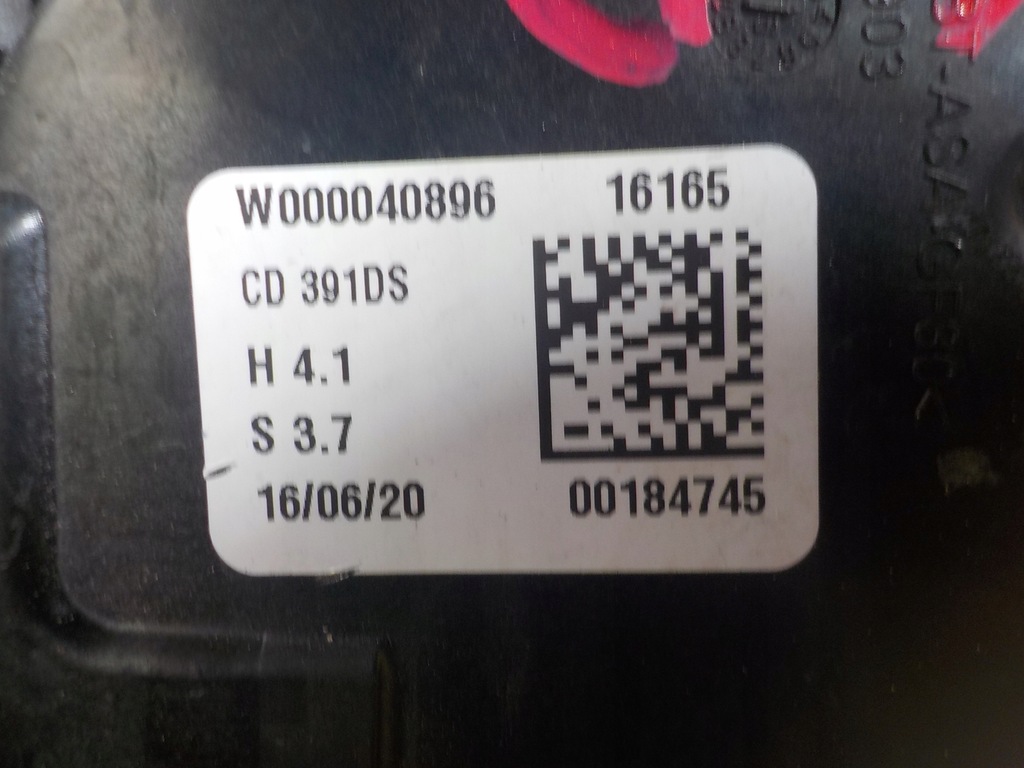 W000040896 16165
CD 391DS
H 4.1
S 3.7
16/06/20 00184745